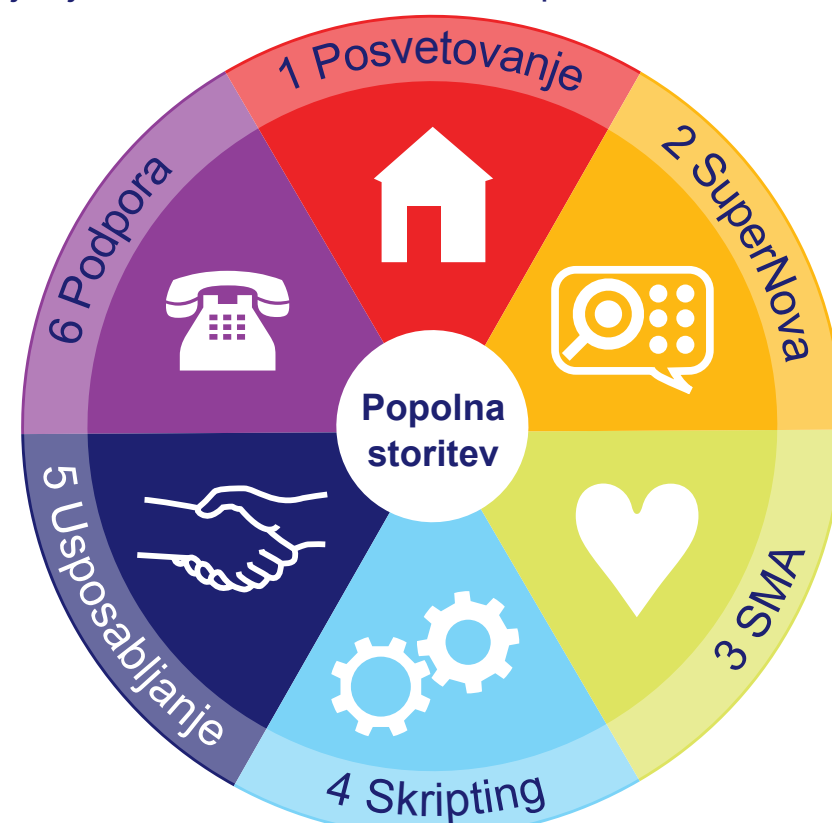 1 Posvetovanje
2 SuperNova
3 SMA
4 Skripting
5 Usposabljanje
6 Podpora
Popolna
storitev